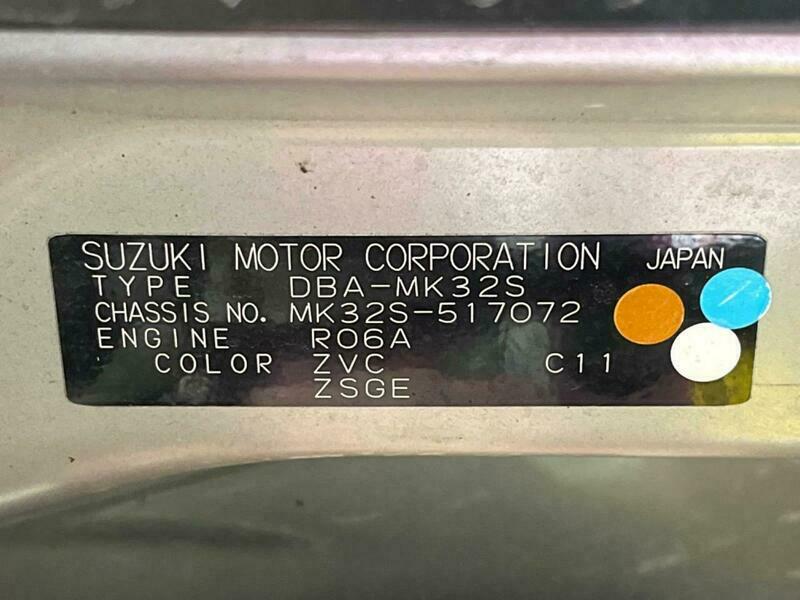 SUZUKI MOTOR CORPORATION JAPAN
TYPE DBA-MK32S
CHASSIS NO. MK32S-517072
ENGINE R06A
COLOR ZVC C11
ZSGE